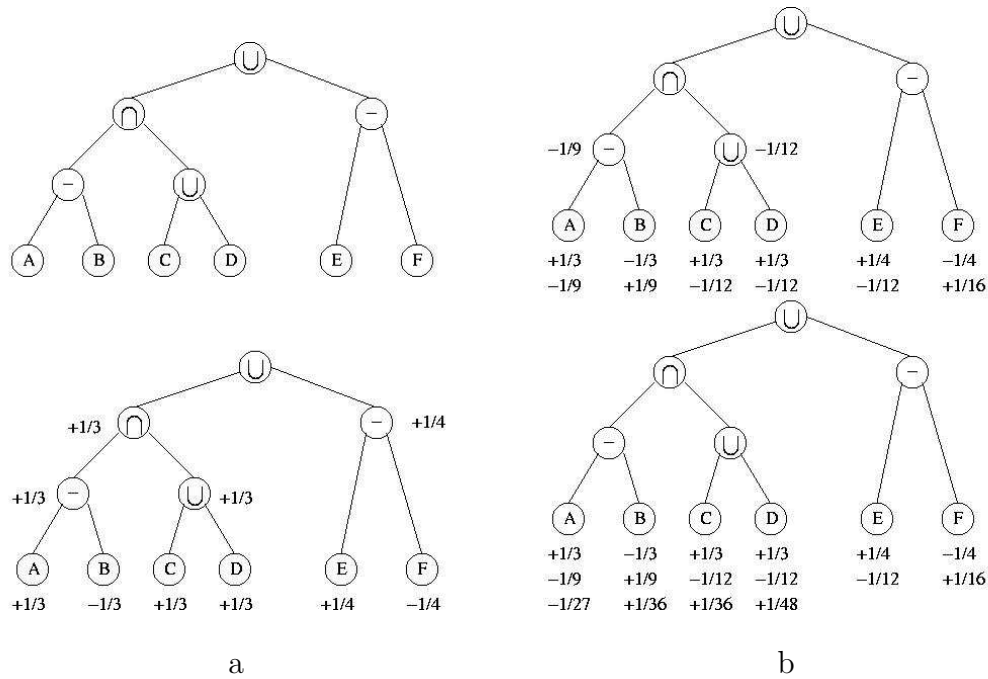 ∪
∩ −
− ∪
A B C D E F
∪
+1/3 ∩ − +1/4
+1/3 − ∪ +1/3
A B C D E F
+1/3 −1/3 +1/3 +1/3 +1/4 −1/4
a
∪
∩ −
−1/9 − ∪ −1/12
A B C D E F
+1/3 −1/3 +1/3 +1/3 +1/4 −1/4
−1/9 +1/9 −1/12 −1/12 −1/12 +1/16
∪
∩ −
− ∪
A B C D E F
+1/3 −1/3 +1/3 +1/3 +1/4 −1/4
−1/9 +1/9 −1/12 −1/12 −1/12 +1/16
−1/27 +1/36 +1/36 +1/48
b